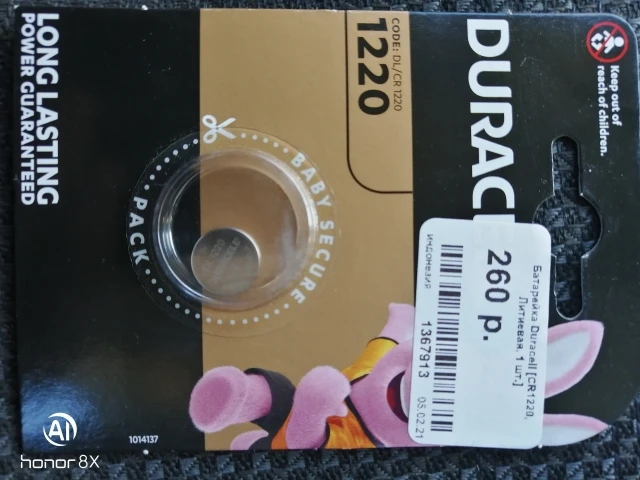 Keep out of
reach of children.
DURACE
CODE: DL/CR 1220
1220
BABY SECURE
PACK
LONG LASTING
POWER GUARANTEED
Батарейка Duracell [CR1220,
Литиевая, 1 шт.]
260 р.
1367913
05.02.21
индонезия
1014137
AI
honor 8X